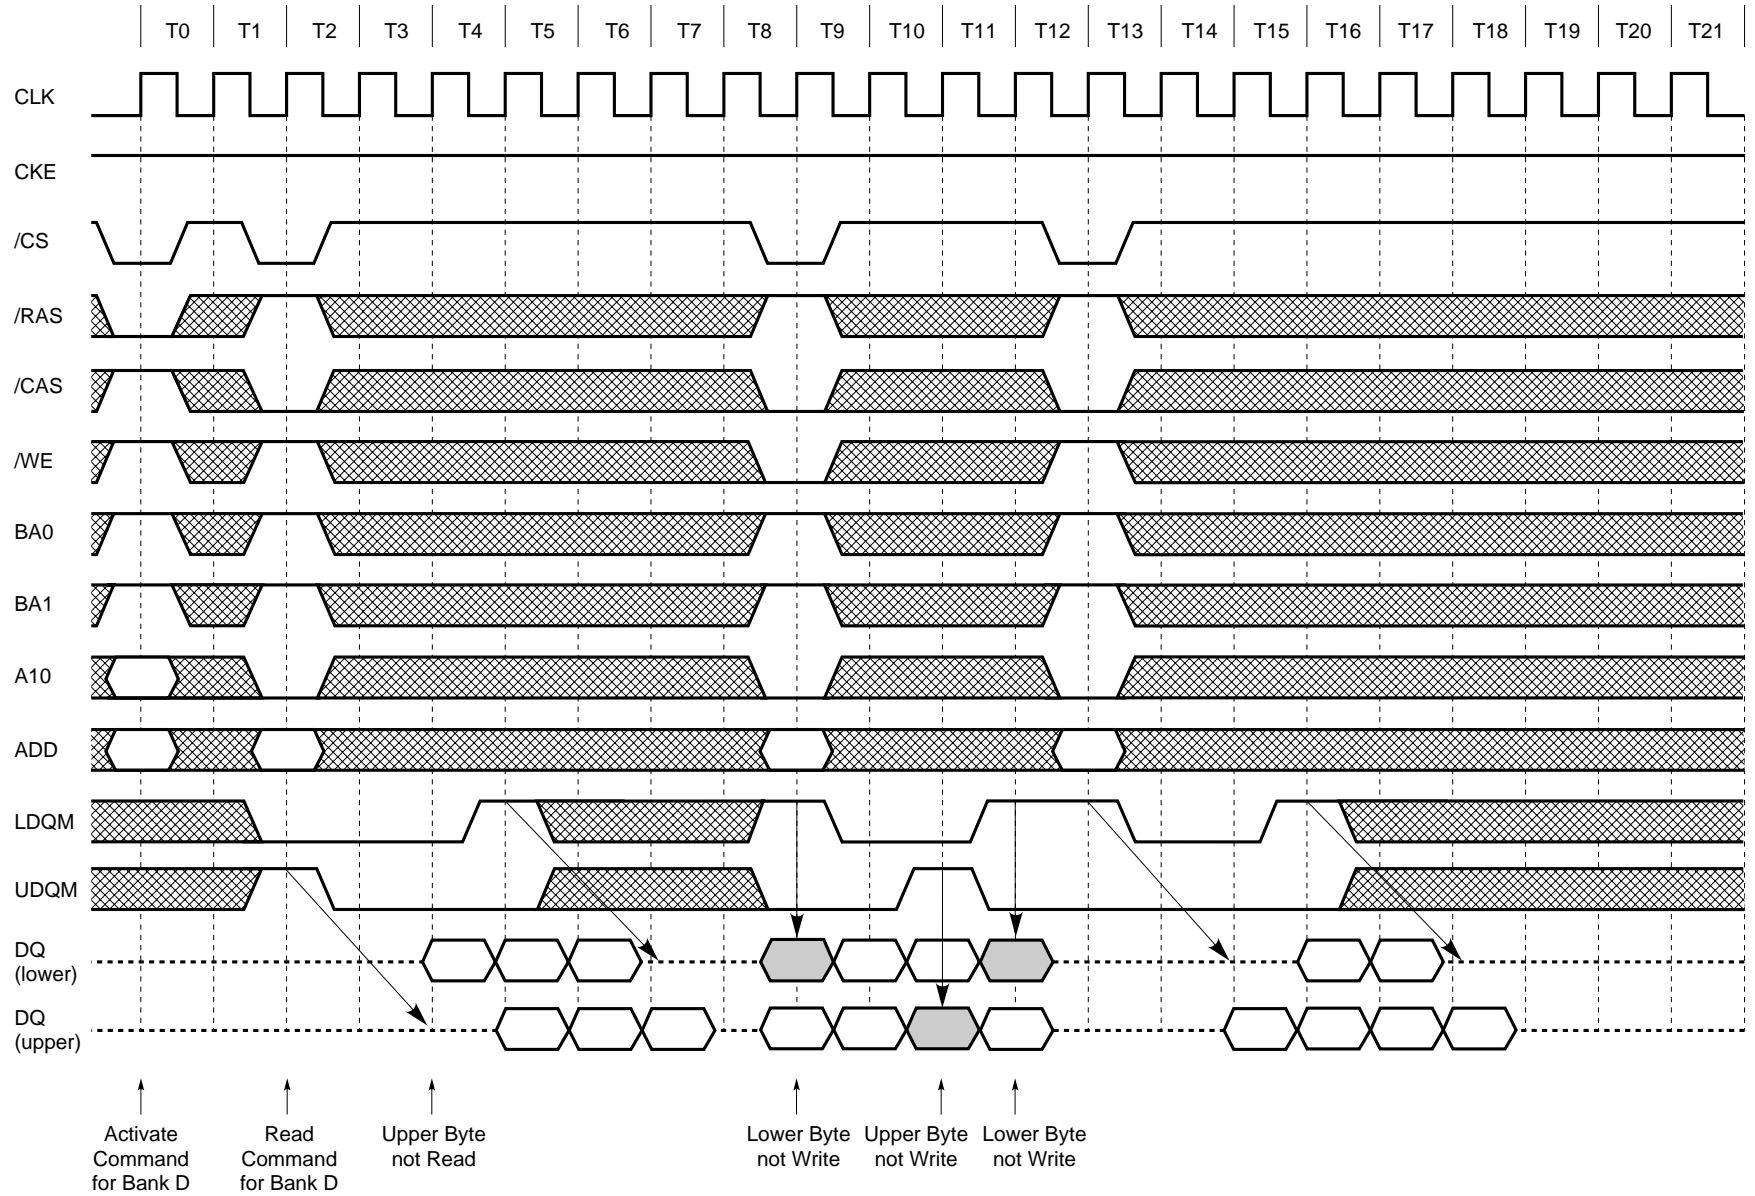 T0 T1 T2 T3 T4 T5 T6 T7 T8 T9 T10 T11 T12 T13 T14 T15 T16 T17 T18 T19 T20 T21
CLK
CKE
/CS
/RAS
/CAS
/WE
BA0
BA1
A10
ADD
LDQM
UDQM
DQ
(lower)
DQ
(upper)
Activate
Command
for Bank D
Read
Command
for Bank D
Upper Byte
not Read
Lower Byte
not Write
Upper Byte
not Write
Lower Byte
not Write